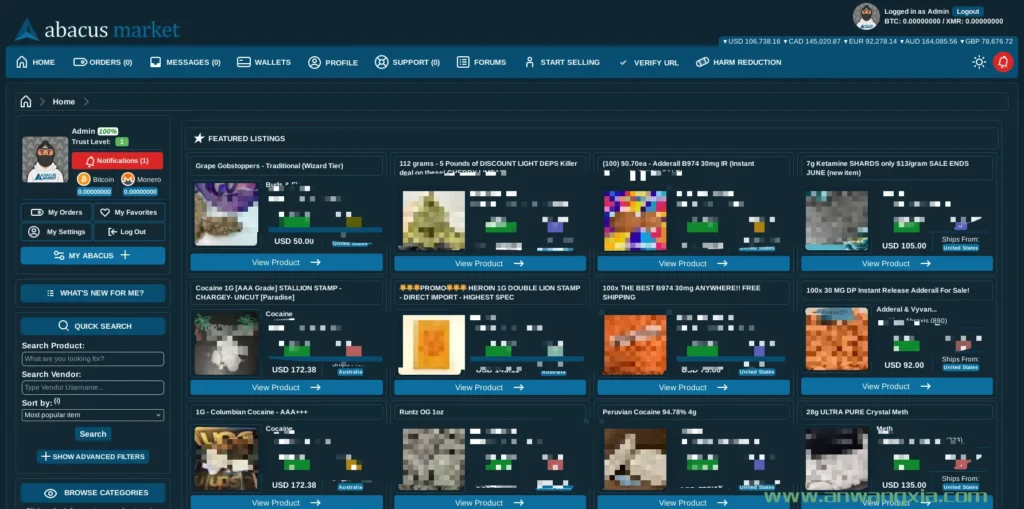 abacus market
Logged in as Admin Logout
BTC: 0.00000000 / XMR: 0.00000000
▼USD 106,738.16 ▼CAD 145,020.87 ▼EUR 92,278.14 ▼AUD 164,085.56 ▼GBP 78,676.72
HOME ORDERS (0) MESSAGES (0) WALLETS PROFILE SUPPORT (0) FORUMS START SELLING VERIFY URL HARM REDUCTION
Home
Admin 100%
Trust Level: 1
Notifications (1)
Bitcoin Monero
0.00000000 0.00000000
My Orders My Favorites
My Settings Log Out
MY ABACUS
WHAT'S NEW FOR ME?
QUICK SEARCH
Search Product:
What are you looking for?
Search Vendor:
Type Vendor Username...
Sort by: (i)
Most popular item
Search
SHOW ADVANCED FILTERS
BROWSE CATEGORIES
FEATURED LISTINGS
Grape Gobstoppers - Traditional (Wizard Tier)
USD 50.00
United States
View Product
112 grams - 5 Pounds of DISCOUNT LIGHT DEPS Killer
deal on these!
View Product
(100) $0.70ea - Adderall B974 30mg IR (Instant
United States
View Product
7g Ketamine SHARDS only $13/gram SALE ENDS
JUNE (new item)
USD 105.00
Ships From:
United States
View Product
Cocaine 1G [AAA Grade] STALLION STAMP -
CHARGEY- UNCUT [Paradise]
Cocaine
USD 172.38
Australia
View Product
PROMO HEROIN 1G DOUBLE LION STAMP
- DIRECT IMPORT - HIGHEST SPEC
Australia
View Product
100x THE BEST B974 30mg ANYWHERE!! FREE
SHIPPING
United States
View Product
100x 30 MG DP Instant Release Adderall For Sale!
Adderal & Vyvan...
(890)
USD 92.00
Ships From:
United States
View Product
1G - Columbian Cocaine - AAA+++
Cocaine
USD 172.38
Australia
View Product
Runtz OG 1oz
View Product
Peruvian Cocaine 94.78% 4g
View Product
28g ULTRA PURE Crystal Meth
Meth
Ships From:
USD 135.00
United States
View Product
www.anwangxia.com